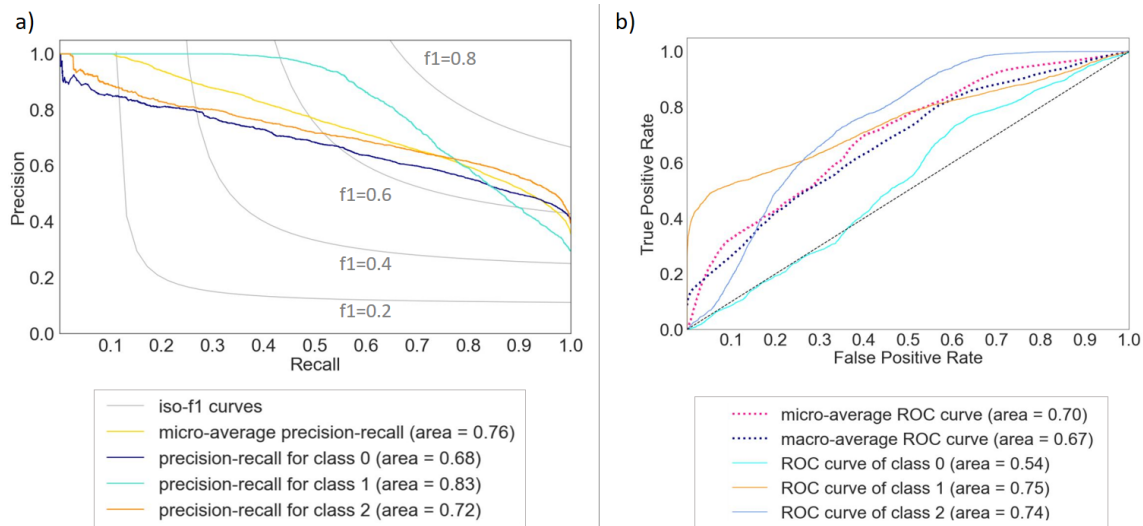 a)
1.0
0.8
0.6
0.4
0.2
0.0
Precision
f1=0.8
f1=0.6
f1=0.4
f1=0.2
0.1 0.2 0.3 0.4 0.5 0.6 0.7 0.8 0.9 1.0
Recall
iso-f1 curves
micro-average precision-recall (area = 0.76)
precision-recall for class 0 (area = 0.68)
precision-recall for class 1 (area = 0.83)
precision-recall for class 2 (area = 0.72)
b)
1.0
0.8
0.6
0.4
0.2
0.0
True Positive Rate
0.1 0.2 0.3 0.4 0.5 0.6 0.7 0.8 0.9 1.0
False Positive Rate
micro-average ROC curve (area = 0.70)
macro-average ROC curve (area = 0.67)
ROC curve of class 0 (area = 0.54)
ROC curve of class 1 (area = 0.75)
ROC curve of class 2 (area = 0.74)